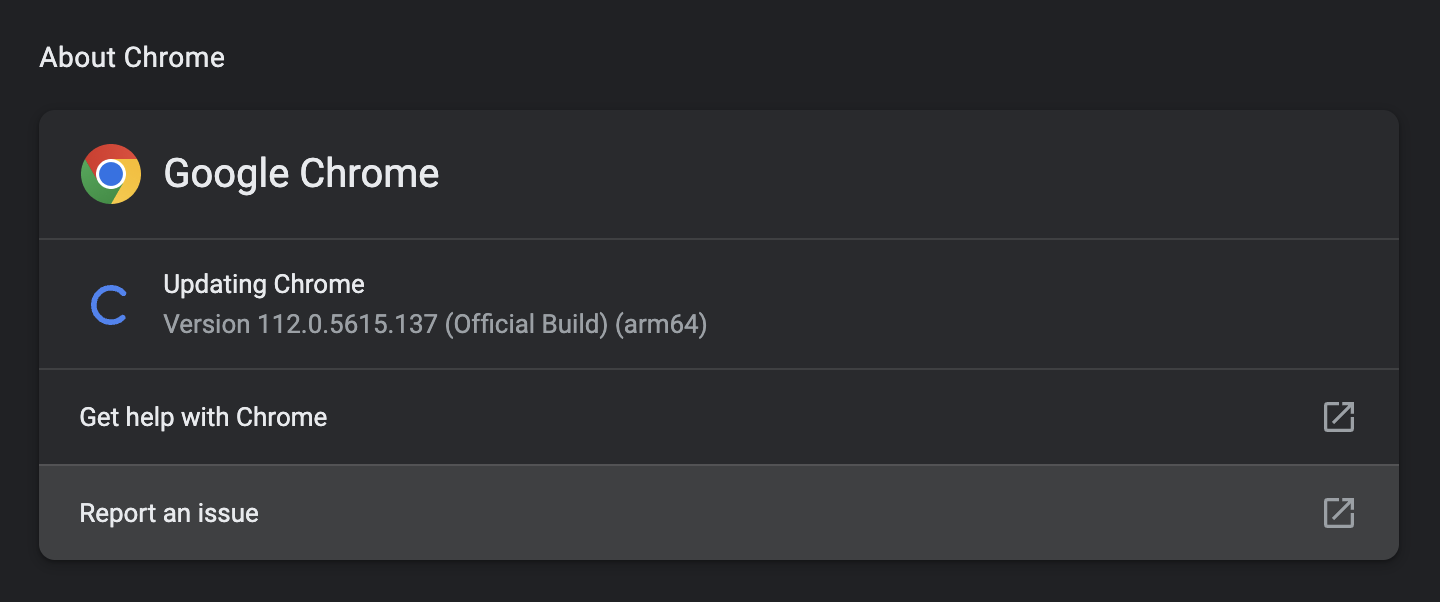 About Chrome
Google Chrome
Updating Chrome
Version 112.0.5615.137 (Official Build) (arm64)
Get help with Chrome
Report an issue